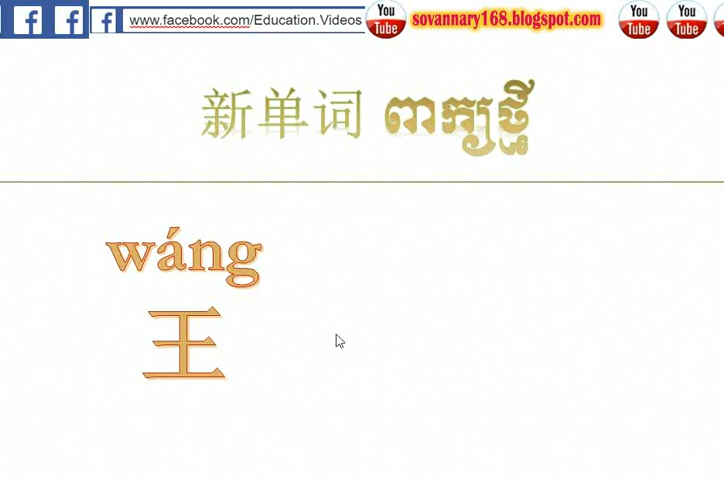 www.facebook.com/Education.Videos You Tube sovannary168.blogspot.com You Tube You Tube
新单词 ពាក្យថ្មី
wáng
王